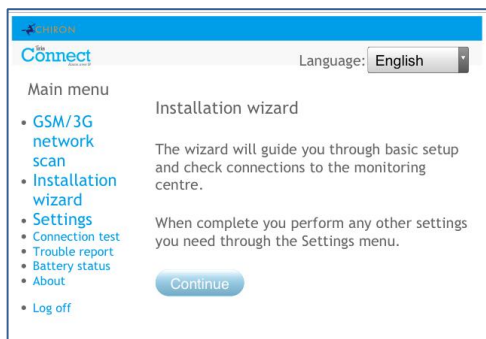 CHIRON
Connect
Language: English
Main menu
GSM/3G
network
scan
Installation
wizard
Settings
Connection test
Trouble report
Battery status
About
Log off
Installation wizard
The wizard will guide you through basic setup
and check connections to the monitoring
centre.
When complete you perform any other settings
you need through the Settings menu.
Continue